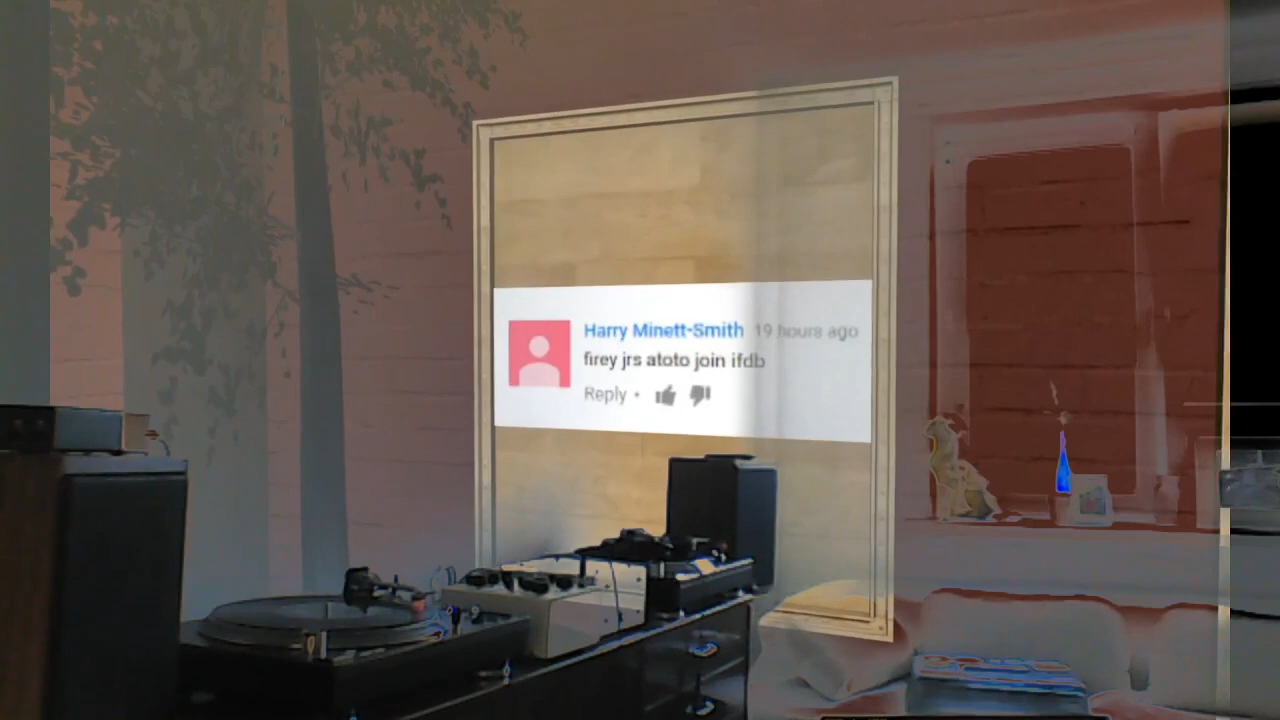 Harry Minett-Smith 19 hours ago
firey jrs atoto join ifdb
Reply •